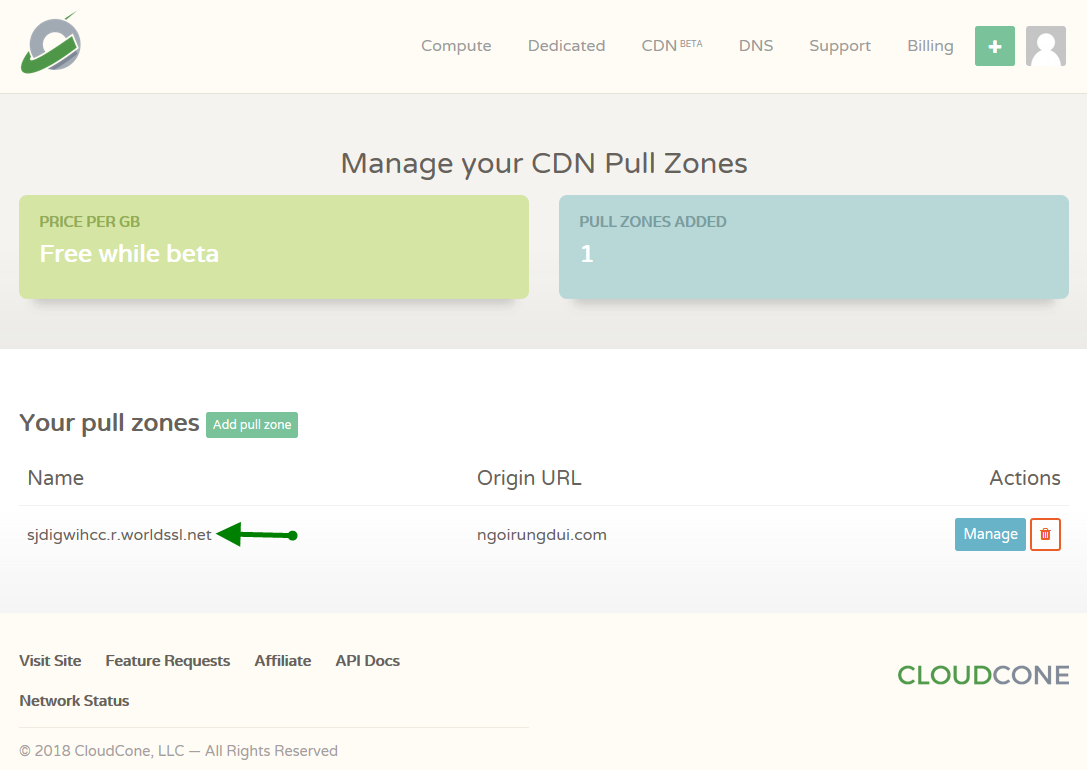 Compute Dedicated CDN BETA DNS Support Billing
Manage your CDN Pull Zones
PRICE PER GB
Free while beta
PULL ZONES ADDED
1
Your pull zones Add pull zone
Name Origin URL Actions
sjdigwihcc.r.worldssl.net ngoirungdui.com Manage
Visit Site Feature Requests Affiliate API Docs
Network Status
CLOUDCONE
© 2018 CloudCone, LLC — All Rights Reserved